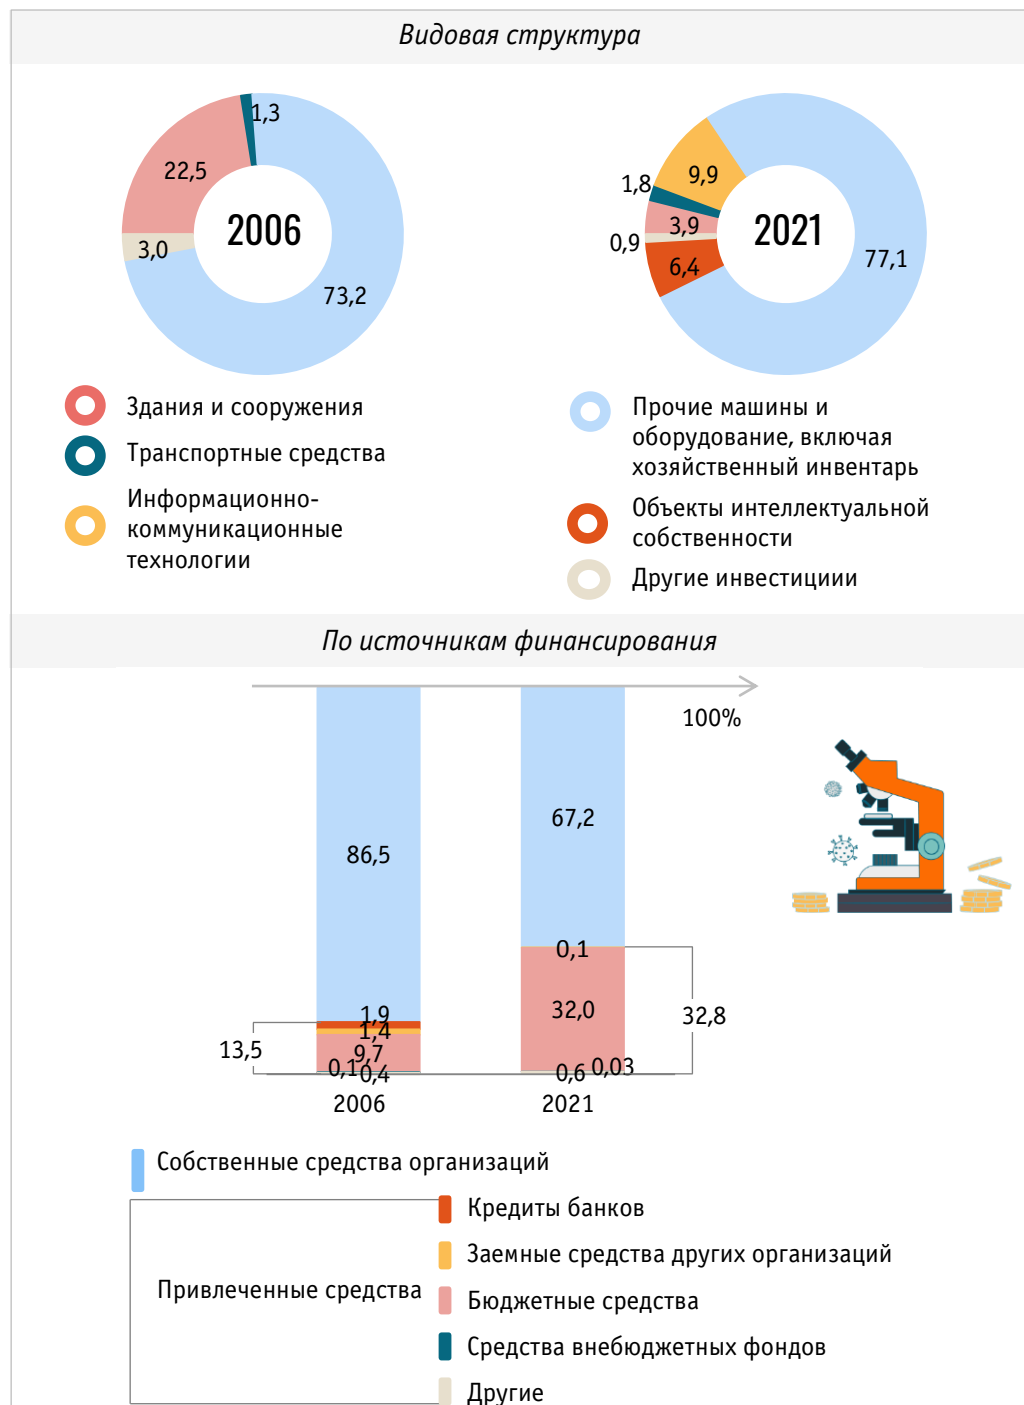 Видовая структура
1,3
22,5
2006
3,0
73,2
9,9
1,8
3,9
2021
0,9
6,4
77,1
Здания и сооружения
Транспортные средства
Информационно-
коммуникационные
технологии
Прочие машины и
оборудование, включая
хозяйственный инвентарь
Объекты интеллектуальной
собственности
Другие инвестициии
По источникам финансирования
100%
86,5
67,2
1,9
1,4
9,7
0,1
0,4
13,5
0,1
32,0
0,6
0,03
32,8
2006
2021
Собственные средства организаций
Привлеченные средства
Кредиты банков
Заемные средства других организаций
Бюджетные средства
Средства внебюджетных фондов
Другие